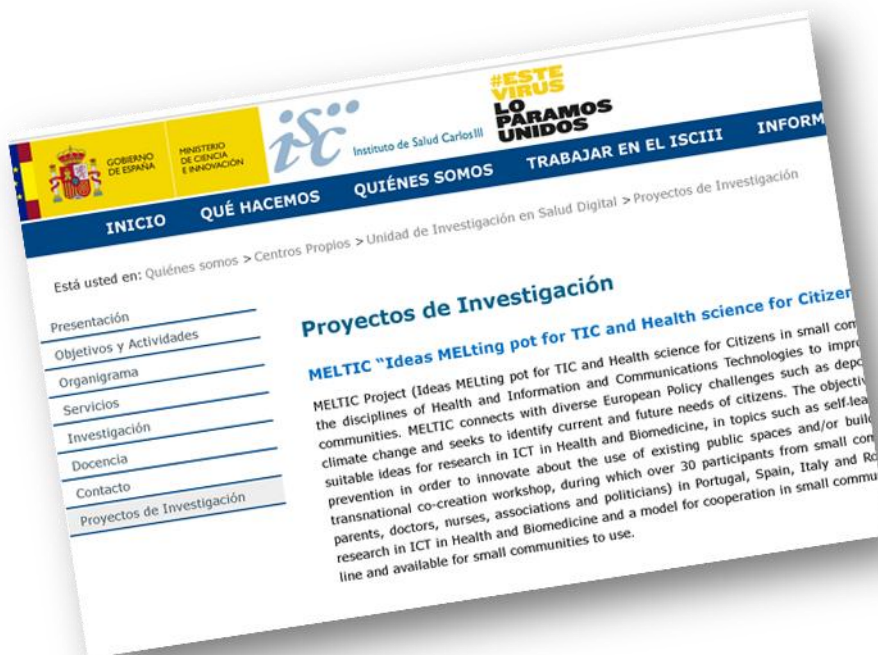 GOBIERNO
DE ESPAÑA
MINISTERIO
DE CIENCIA
E INNOVACIÓN
isc
Instituto de Salud CarlosIII
#ESTE
VIRUS
LO
PARAMOS
UNIDOS
INICIO QUÉ HACEMOS QUIÉNES SOMOS TRABAJAR EN EL ISCIII INFORM
Está usted en: Quiénes somos > Centros Propios > Unidad de Investigación en Salud Digital > Proyectos de Investigación
Presentación
Objetivos y Actividades
Organigrama
Servicios
Investigación
Docencia
Contacto
Proyectos de Investigación
Proyectos de Investigación
MELTIC "Ideas MELting pot for TIC and Health science for Citizen
MELTIC Project (Ideas MELting pot for TIC and Health science for Citizens in small com
the disciplines of Health and Information and Communications Technologies to impro
communities. MELTIC connects with diverse European Policy challenges such as depo
climate change and seeks to identify current and future needs of citizens. The objectiv
suitable ideas for research in ICT in Health and Biomedicine, in topics such as self-lea
prevention in order to innovate about the use of existing public spaces and/or build
transnational co-creation workshop, during which over 30 participants from small com
parents, doctors, nurses, associations and politicians) in Portugal, Spain, Italy and Ro
research in ICT in Health and Biomedicine and a model for cooperation in small commu
line and available for small communities to use.